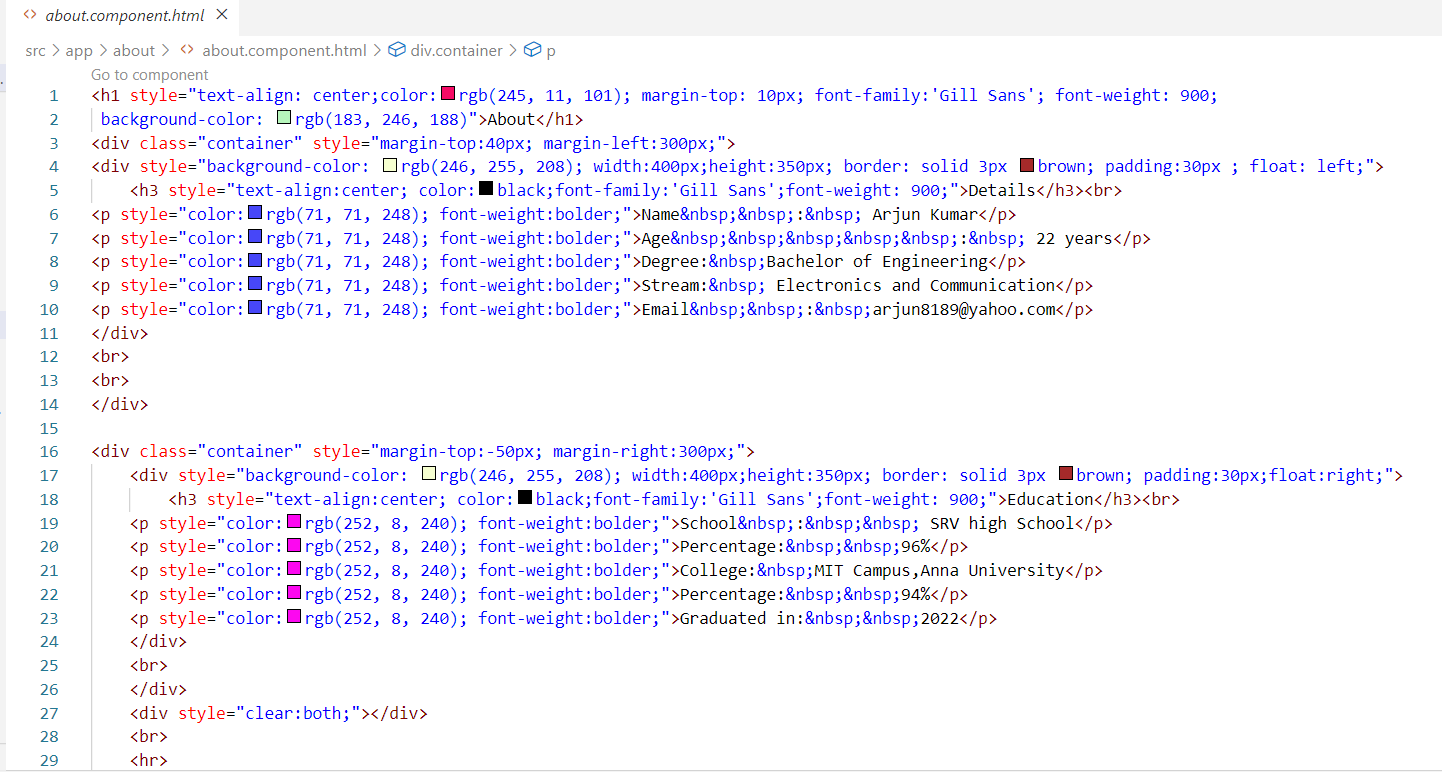 about.component.html
src > app > about > about.component.html > div.container > p
Go to component
1 <h1 style="text-align: center;color: rgb(245, 11, 101); margin-top: 10px; font-family:'Gill Sans'; font-weight: 900;
2 background-color: rgb(183, 246, 188)">About</h1>
3 <div class="container" style="margin-top:40px; margin-left:300px;">
4 <div style="background-color: rgb(246, 255, 208); width:400px;height:350px; border: solid 3px brown; padding:30px ; float: left;">
5 <h3 style="text-align:center; color: black;font-family:'Gill Sans';font-weight: 900;">Details</h3><br>
6 <p style="color: rgb(71, 71, 248); font-weight:bolder;">Name&nbsp;&nbsp;:&nbsp; Arjun Kumar</p>
7 <p style="color: rgb(71, 71, 248); font-weight:bolder;">Age&nbsp;&nbsp;&nbsp;&nbsp;&nbsp;:&nbsp; 22 years</p>
8 <p style="color: rgb(71, 71, 248); font-weight:bolder;">Degree:&nbsp;Bachelor of Engineering</p>
9 <p style="color: rgb(71, 71, 248); font-weight:bolder;">Stream:&nbsp; Electronics and Communication</p>
10 <p style="color: rgb(71, 71, 248); font-weight:bolder;">Email&nbsp;&nbsp;:&nbsp;arjun8189@yahoo.com</p>
11 </div>
12 <br>
13 <br>
14 </div>
15
16 <div class="container" style="margin-top:-50px; margin-right:300px;">
17 <div style="background-color: rgb(246, 255, 208); width:400px;height:350px; border: solid 3px brown; padding:30px;float:right;">
18 <h3 style="text-align:center; color: black;font-family:'Gill Sans';font-weight: 900;">Education</h3><br>
19 <p style="color: rgb(252, 8, 240); font-weight:bolder;">School&nbsp;:&nbsp;&nbsp; SRV high School</p>
20 <p style="color: rgb(252, 8, 240); font-weight:bolder;">Percentage:&nbsp;&nbsp;96%</p>
21 <p style="color: rgb(252, 8, 240); font-weight:bolder;">College:&nbsp;MIT Campus,Anna University</p>
22 <p style="color: rgb(252, 8, 240); font-weight:bolder;">Percentage:&nbsp;&nbsp;94%</p>
23 <p style="color: rgb(252, 8, 240); font-weight:bolder;">Graduated in:&nbsp;&nbsp;2022</p>
24 </div>
25 <br>
26 </div>
27 <div style="clear:both;"></div>
28 <br>
29 <hr>